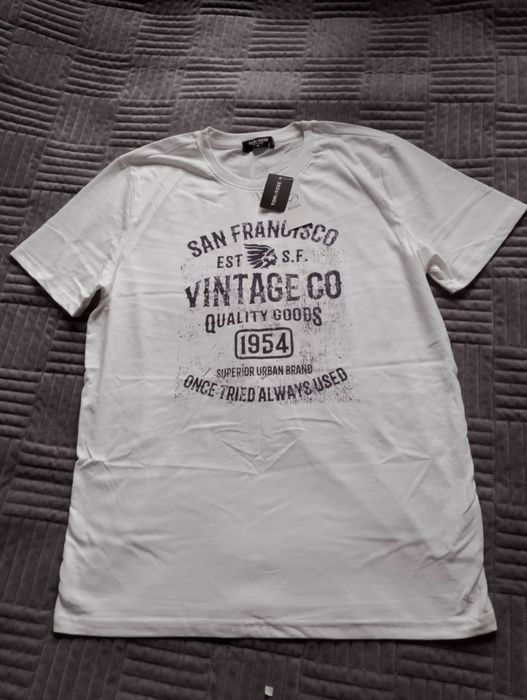 SAN FRANCISCO
EST S.F.
VINTAGE CO
QUALITY GOODS
1954
SUPERIOR URBAN BRAND
ONCE TRIED ALWAYS USED